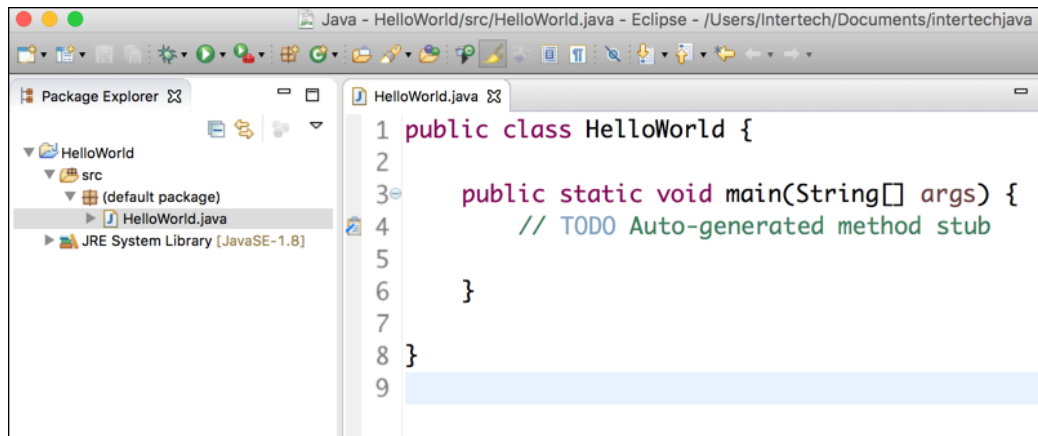 Java - HelloWorld/src/HelloWorld.java - Eclipse - /Users/Intertech/Documents/intertechjava
Package Explorer
HelloWorld
src
(default package)
HelloWorld.java
JRE System Library [JavaSE-1.8]
HelloWorld.java
1 public class HelloWorld {
2
3 public static void main(String[] args) {
4 // TODO Auto-generated method stub
5
6 }
7
8 }
9